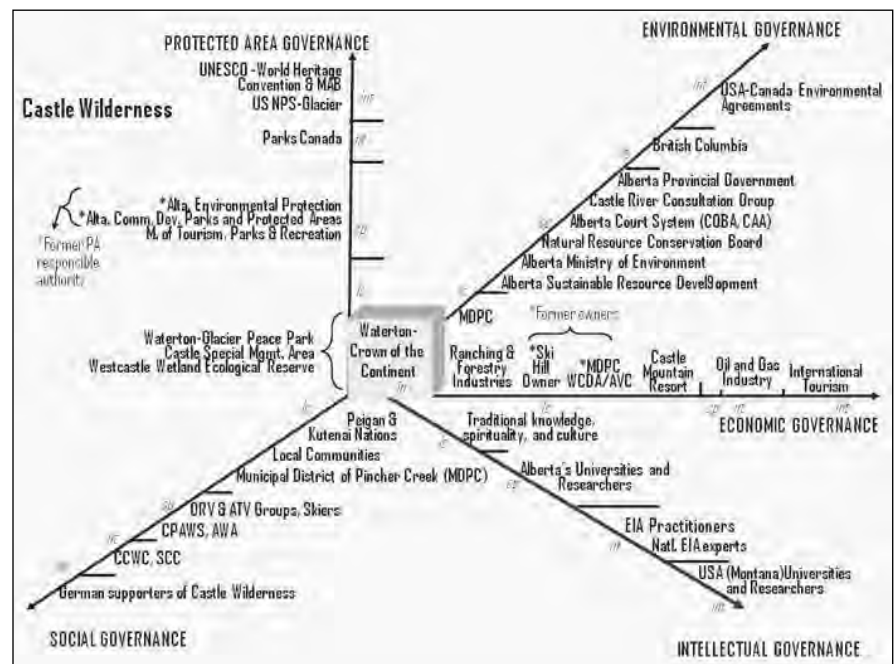 PROTECTED AREA GOVERNANCE
UNESCO -World Heritage
Convention & MAB
US NPS-Glacier
Parks Canada
Castle Wilderness
*Alta. Environmental Protection
*Alta. Comm. Dev. Parks and Protected Areas
M. of Tourism, Parks & Recreation
*Former PA
responsible
authority
ENVIRONMENTAL GOVERNANCE
USA-Canada Environmental
Agreements
British Columbia
Alberta Provincial Government
Castle River Consultation Group
Alberta Court System (CQBA, CAA)
Natural Resource Conservation Board
Alberta Ministry of Environment
Alberta Sustainable Resource Devel9opment
MDPC
Waterton-Glacier Peace Park
Castle Special Mgmt. Area
Westcastle Wetland Ecological Reserve
Waterton-
Crown of the
Continent
*Former owners
Ranching &
Forestry
Industries
*Ski
Hill
Owner
*MDPC
WCDA/AVC
Castle
Mountain
Resort
Oil and Gas
Industry
International
Tourism
ECONOMIC GOVERNANCE
Peigan &
Kutenai Nations
Local Communities
Municipal District of Pincher Creek (MDPC)
ORV & ATV Groups, Skiers
CPAWS, AWA
CCWC, SCC
German supporters of Castle Wilderness
SOCIAL GOVERNANCE
Traditional knowledge,
spirituality, and culture
Alberta's Universities and
Researchers
EIA Practitioners
Natl. EIA experts
USA (Montana)Universities
and Researchers
INTELLECTUAL GOVERNANCE